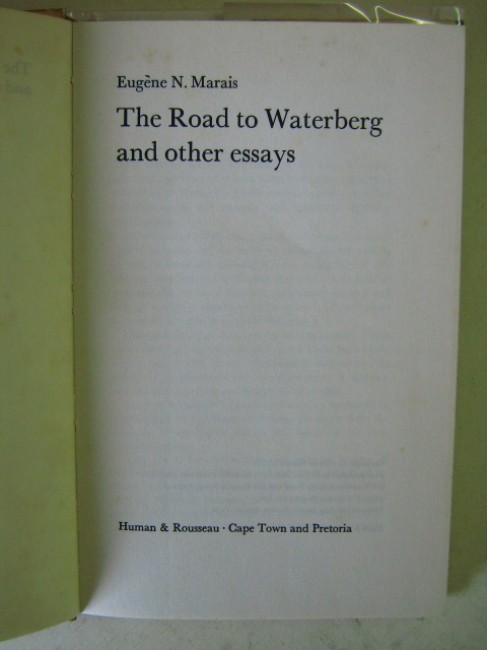 Eugène N. Marais
The Road to Waterberg
and other essays
Human & Rousseau · Cape Town and Pretoria